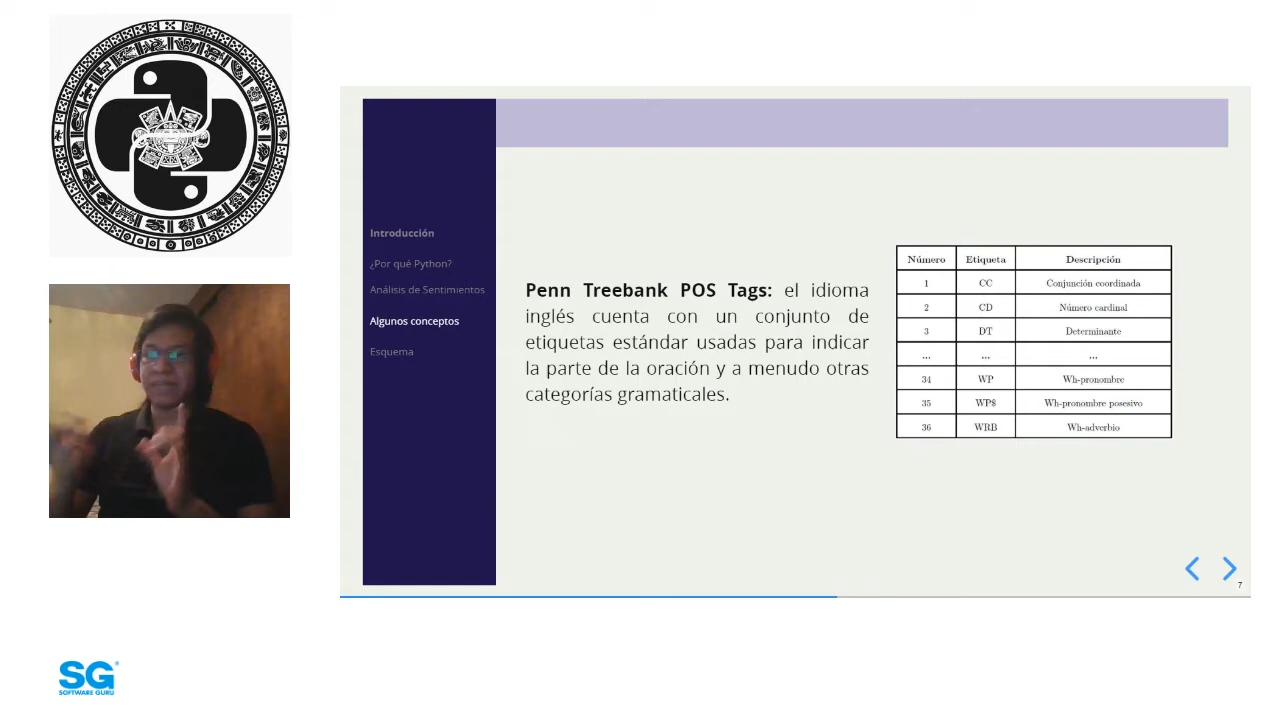 Introducción
¿Por qué Python?
Análisis de Sentimientos
Algunos conceptos
Esquema
Penn Treebank POS Tags: el idioma
inglés cuenta con un conjunto de
etiquetas estándar usadas para indicar
la parte de la oración y a menudo otras
categorías gramaticales.
Número Etiqueta Descripción
1 CC Conjunción coordinada
2 CD Número cardinal
3 DT Determinante
... ... ...
34 WP Wh-pronombre
35 WP$ Wh-pronombre posesivo
36 WRB Wh-adverbio
7
SG
SOFTWARE GURU